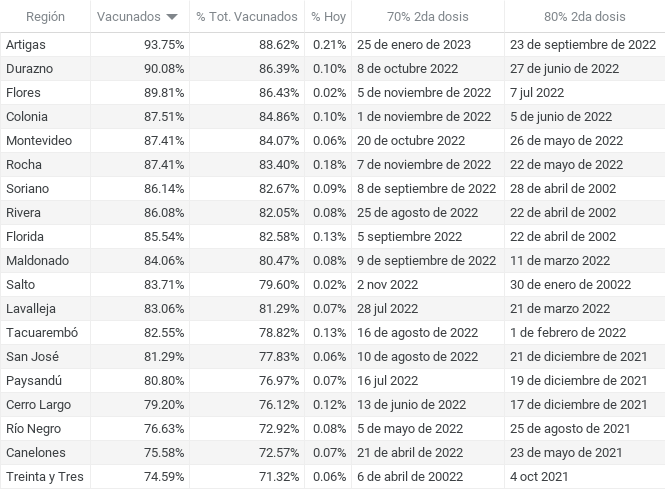 Región Vacunados % Tot. Vacunados % Hoy 70% 2da dosis 80% 2da dosis
Artigas 93.75% 88.62% 0.21% 25 de enero de 2023 23 de septiembre de 2022
Durazno 90.08% 86.39% 0.10% 8 de octubre de 2022 27 de junio de 2022
Flores 89.81% 86.43% 0.02% 5 de noviembre de 2022 7 jul 2022
Colonia 87.51% 84.86% 0.10% 1 de noviembre de 2022 5 de junio de 2022
Montevideo 87.41% 84.07% 0.06% 20 de octubre 2022 26 de mayo de 2022
Rocha 87.41% 83.40% 0.18% 7 de noviembre de 2022 22 de mayo de 2022
Soriano 86.14% 82.67% 0.09% 8 de septiembre de 2022 28 de abril de 2002
Rivera 86.08% 82.05% 0.08% 25 de agosto de 2022 22 de abril de 2002
Florida 85.54% 82.58% 0.13% 5 septiembre de 2022 22 de abril de 2002
Maldonado 84.06% 80.47% 0.08% 9 de septiembre de 2022 11 de marzo de 2022
Salto 83.71% 79.60% 0.02% 2 nov 2022 30 de enero de 20022
Lavalleja 83.06% 81.29% 0.07% 28 jul 2022 21 de marzo de 2022
Tacuarembó 82.55% 78.82% 0.13% 16 de agosto de 2022 1 de febrero de 2022
San José 81.29% 77.83% 0.06% 10 de agosto de 2022 21 de diciembre de 2021
Paysandú 80.80% 76.97% 0.07% 16 jul 2022 19 de diciembre de 2021
Cerro Largo 79.20% 76.12% 0.12% 13 de junio de 2022 17 de diciembre de 2021
Río Negro 76.63% 72.92% 0.08% 5 de mayo de 2022 25 de agosto de 2021
Canelones 75.58% 72.57% 0.07% 21 de abril de 2022 23 de mayo de 2021
Treinta y Tres 74.59% 71.32% 0.06% 6 de abril de 20022 4 oct 2021